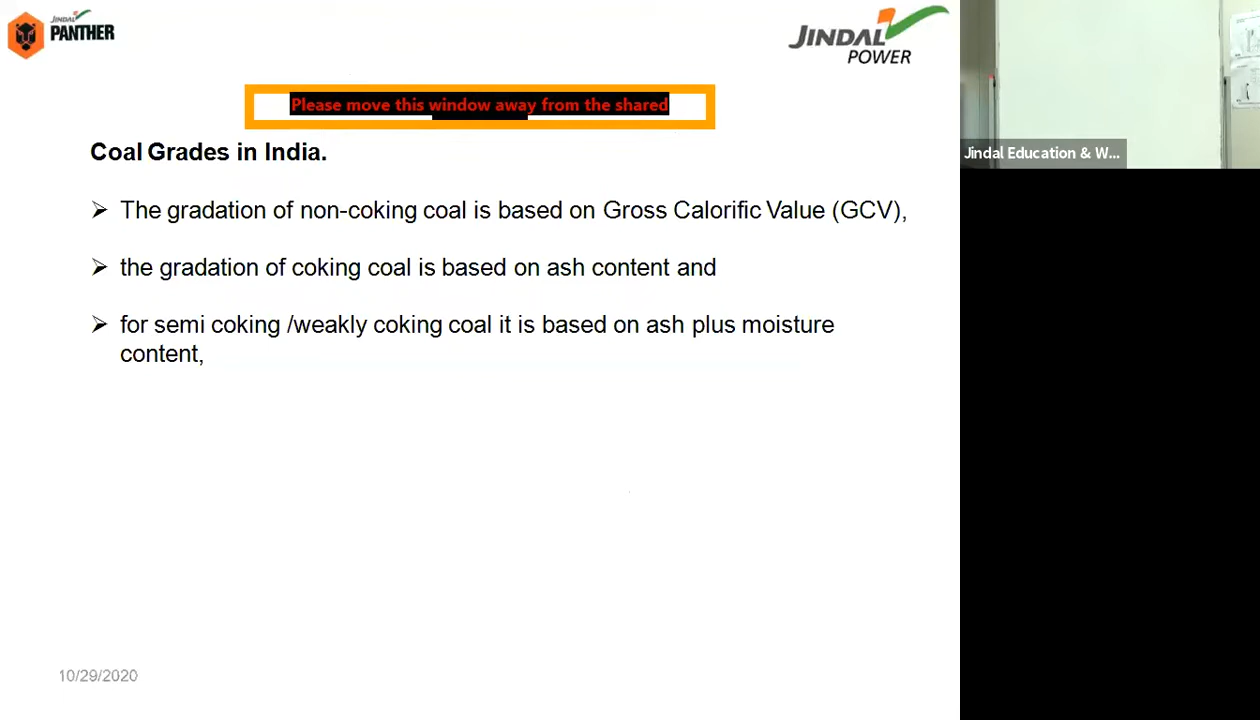 JINDAL
PANTHER
JINDAL
POWER
Please move this window away from the shared
Coal Grades in India.
➢ The gradation of non-coking coal is based on Gross Calorific Value (GCV),
➢ the gradation of coking coal is based on ash content and
➢ for semi coking /weakly coking coal it is based on ash plus moisture
content,
10/29/2020
Jindal Education & W...